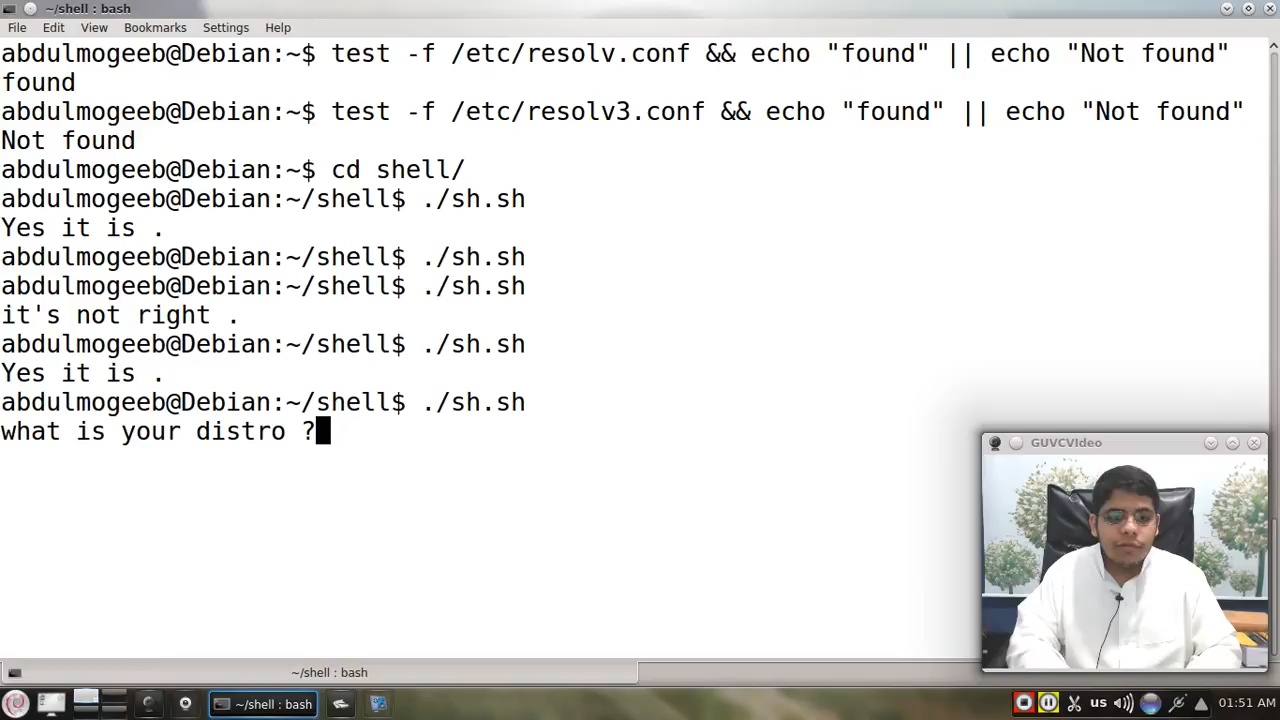 ~/shell : bash
File Edit View Bookmarks Settings Help
abdulmogeeb@Debian:~$ test -f /etc/resolv.conf && echo "found" || echo "Not found"
found
abdulmogeeb@Debian:~$ test -f /etc/resolv3.conf && echo "found" || echo "Not found"
Not found
abdulmogeeb@Debian:~$ cd shell/
abdulmogeeb@Debian:~/shell$ ./sh.sh
Yes it is .
abdulmogeeb@Debian:~/shell$ ./sh.sh
abdulmogeeb@Debian:~/shell$ ./sh.sh
it's not right .
abdulmogeeb@Debian:~/shell$ ./sh.sh
Yes it is .
abdulmogeeb@Debian:~/shell$ ./sh.sh
what is your distro ?
GUVCVIdeo
~/shell : bash
~/shell : bash
us
01:51 AM